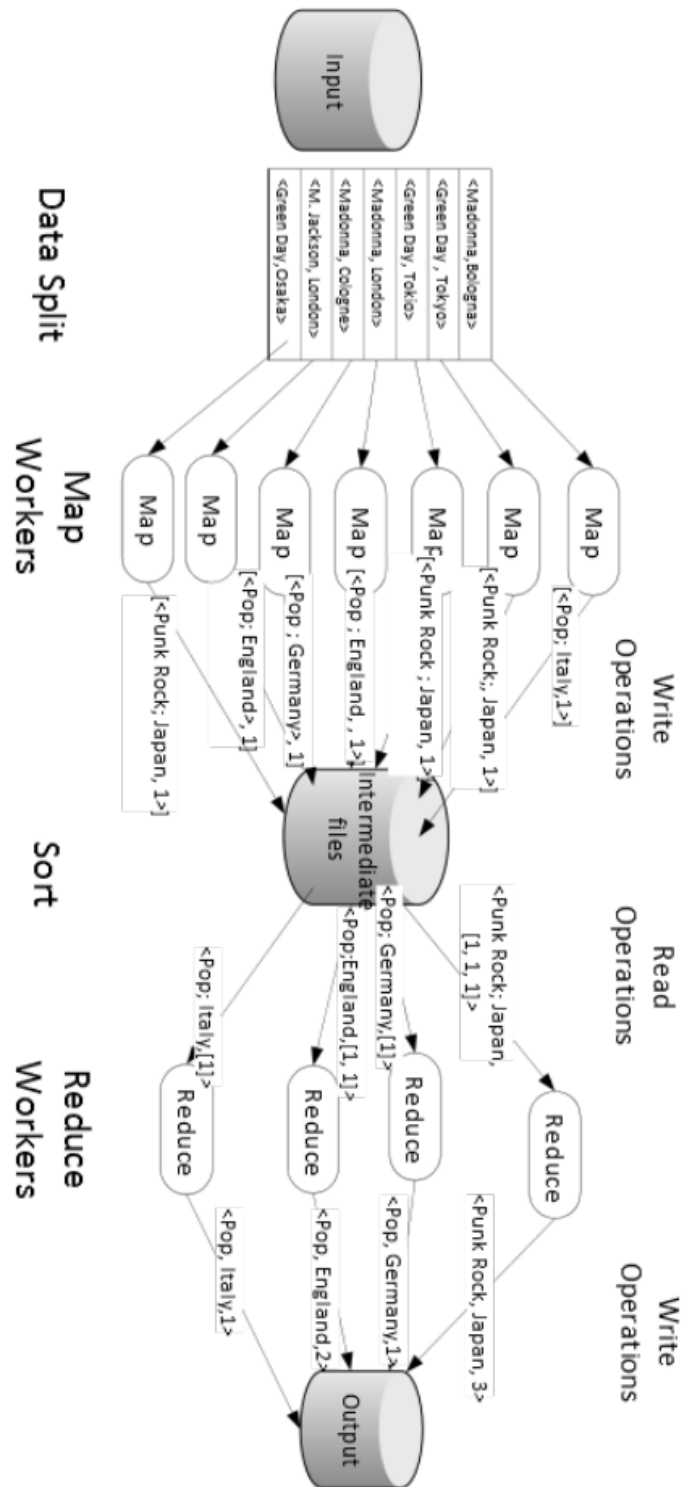 Input
<Madonna,Bologna>
<Green Day , Tokyo>
<Green Day , Tokio>
<Madonna, London>
<Madonna, Cologne>
<M. Jackson, London>
<Green Day,Osaka>
Data Split
Map
Map
Map
Map
Map
Map
Map
Map
Workers
Write
Operations
[<Pop; Italy,1>]
[<Punk Rock;, Japan, 1>]
[<Punk Rock ; Japan, 1>]
[<Pop ; England, , 1>]
[<Pop ; Germany>, 1]
[<Pop; England>, 1]
[<Punk Rock; Japan, 1>]
Intermediate
files
Sort
Read
Operations
<Punk Rock; Japan,
[1, 1, 1]>
<Pop; Germany,[1]>
<Pop;England,[1, 1]>
<Pop; Italy,[1]>
Reduce
Reduce
Reduce
Reduce
Reduce
Workers
Write
Operations
<Punk Rock, Japan, 3>
<Pop, Germany,1>
<Pop, England,2>
<Pop, Italy,1>
Output